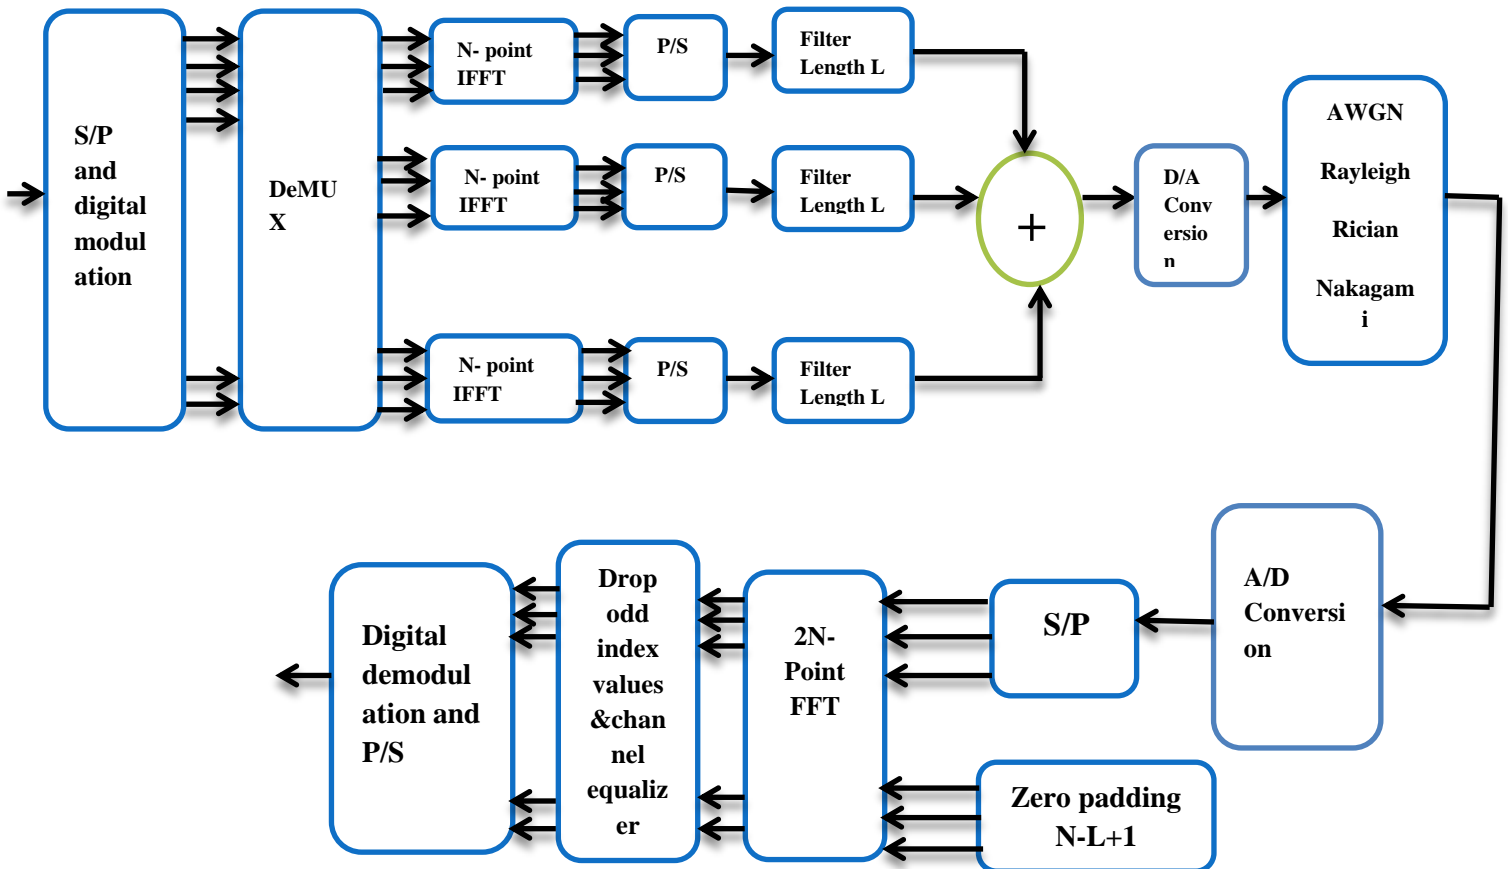 S/P
and
digital
modul
ation
DeMU
X
N- point
IFFT
P/S
Filter
Length L
N- point
IFFT
P/S
Filter
Length L
N- point
IFFT
P/S
Filter
Length L
+
D/A
Conv
ersio
n
AWGN
Rayleigh
Rician
Nakagam
i
A/D
Conversi
on
S/P
Zero padding
N-L+1
2N-
Point
FFT
Drop
odd
index
values
&chan
nel
equaliz
er
Digital
demodul
ation and
P/S